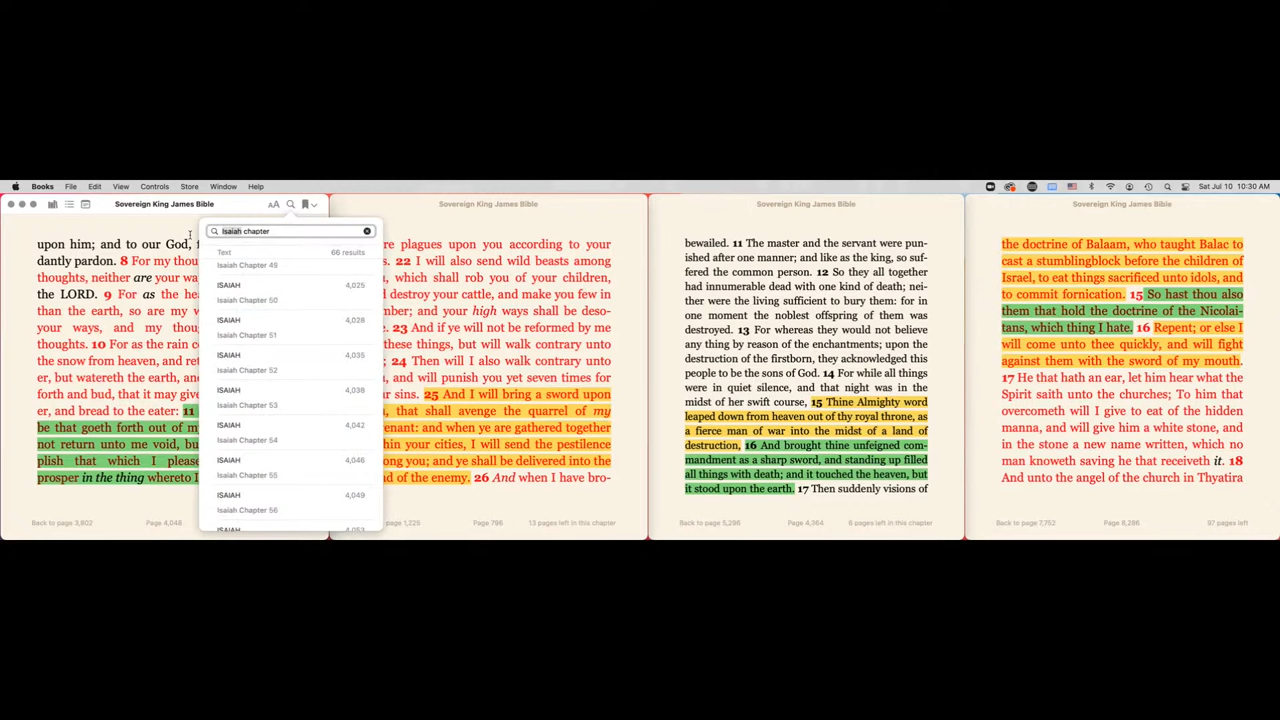 Books File Edit View Controls Store Window Help
Sat Jul 10 10:30 AM
Sovereign King James Bible
AA
Isaiah chapter
Text 66 results
Isaiah Chapter 49
ISAIAH 4,025
Isaiah Chapter 50
ISAIAH 4,028
Isaiah Chapter 51
ISAIAH 4,035
Isaiah Chapter 52
ISAIAH 4,038
Isaiah Chapter 53
ISAIAH 4,042
Isaiah Chapter 54
ISAIAH 4,046
Isaiah Chapter 55
ISAIAH 4,049
Isaiah Chapter 56
ISAIAH 4,053
upon him; and to our God,
dantly pardon. 8 For my thou
thoughts, neither are your wa
the LORD. 9 For as the hea
than the earth, so are my w
your ways, and my thoug
thoughts. 10 For as the rain c
the snow from heaven, and ret
er, but watereth the earth, an
forth and bud, that it may give
er, and bread to the eater: 11
be that goeth forth out of my
not return unto me void, bu
plish that which I please
prosper in the thing whereto I
Back to page 3,802 Page 4,048
Sovereign King James Bible
re plagues upon you according to your
22 I will also send wild beasts among
, which shall rob you of your children,
destroy your cattle, and make you few in
ber; and your high ways shall be deso-
23 And if ye will not be reformed by me
these things, but will walk contrary unto
24 Then will I also walk contrary unto
and will punish you yet seven times for
r sins. 25 And I will bring a sword upon
, that shall avenge the quarrel of my
enant: and when ye are gathered together
hin your cities, I will send the pestilence
ong you; and ye shall be delivered into the
d of the enemy. 26 And when I have bro-
1,225 Page 796 13 pages left in this chapter
Sovereign King James Bible
bewailed. 11 The master and the servant were pun-
ished after one manner; and like as the king, so suf-
fered the common person. 12 So they all together
had innumerable dead with one kind of death; nei-
ther were the living sufficient to bury them: for in
one moment the noblest offspring of them was
destroyed. 13 For whereas they would not believe
any thing by reason of the enchantments; upon the
destruction of the firstborn, they acknowledged this
people to be the sons of God. 14 For while all things
were in quiet silence, and that night was in the
midst of her swift course, 15 Thine Almighty word
leaped down from heaven out of thy royal throne, as
a fierce man of war into the midst of a land of
destruction, 16 And brought thine unfeigned com-
mandment as a sharp sword, and standing up filled
all things with death; and it touched the heaven, but
it stood upon the earth. 17 Then suddenly visions of
Back to page 5,296 Page 4,364 6 pages left in this chapter
Sovereign King James Bible
the doctrine of Balaam, who taught Balac to
cast a stumblingblock before the children of
Israel, to eat things sacrificed unto idols, and
to commit fornication. 15 So hast thou also
them that hold the doctrine of the Nicolai-
tans, which thing I hate. 16 Repent; or else I
will come unto thee quickly, and will fight
against them with the sword of my mouth.
17 He that hath an ear, let him hear what the
Spirit saith unto the churches; To him that
overcometh will I give to eat of the hidden
manna, and will give him a white stone, and
in the stone a new name written, which no
man knoweth saving he that receiveth it. 18
And unto the angel of the church in Thyatira
Back to page 7,752 Page 8,286 97 pages left